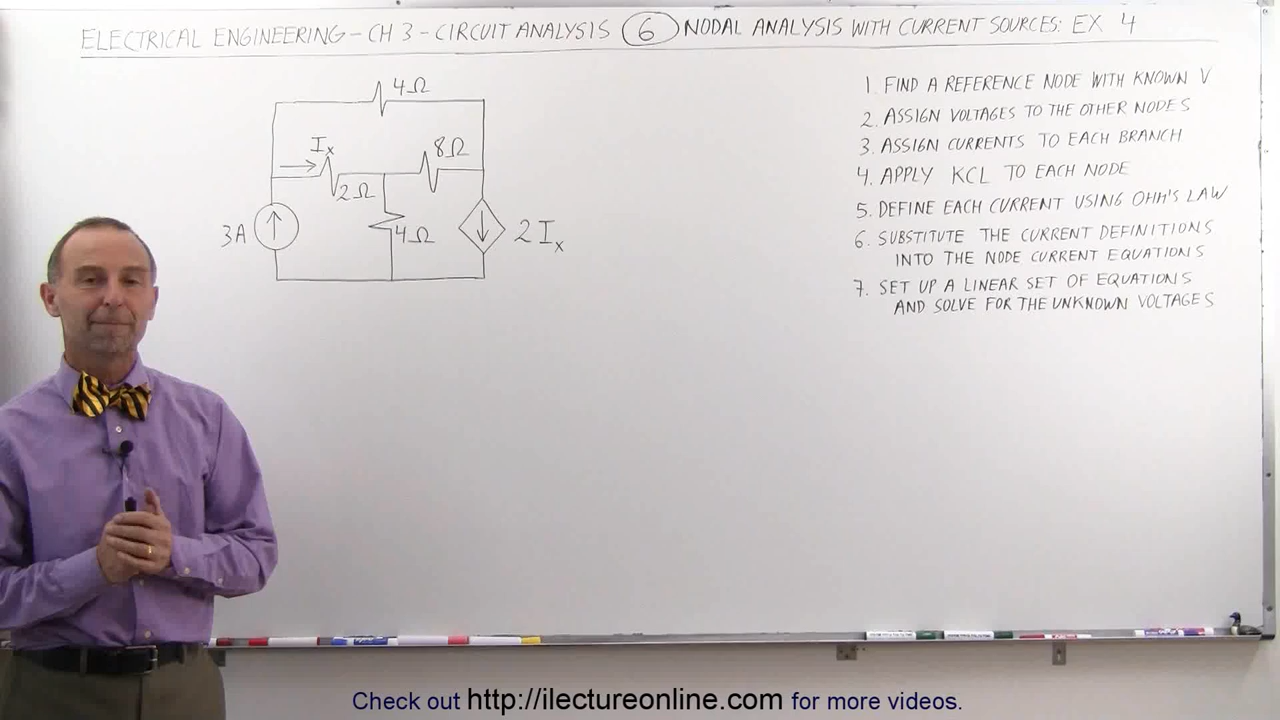 ELECTRICAL ENGINEERING - CH 3 - CIRCUIT ANALYSIS 6 NODAL ANALYSIS WITH CURRENT SOURCES: EX 4
4Ω
Ix
8Ω
2Ω
3A
4Ω
2Ix
1. FIND A REFERENCE NODE WITH KNOWN V
2. ASSIGN VOLTAGES TO THE OTHER NODES
3. ASSIGN CURRENTS TO EACH BRANCH
4. APPLY KCL TO EACH NODE
5. DEFINE EACH CURRENT USING OHM'S LAW
6. SUBSTITUTE THE CURRENT DEFINITIONS
INTO THE NODE CURRENT EQUATIONS
7. SET UP A LINEAR SET OF EQUATIONS
AND SOLVE FOR THE UNKNOWN VOLTAGES
Check out http://ilectureonline.com for more videos.